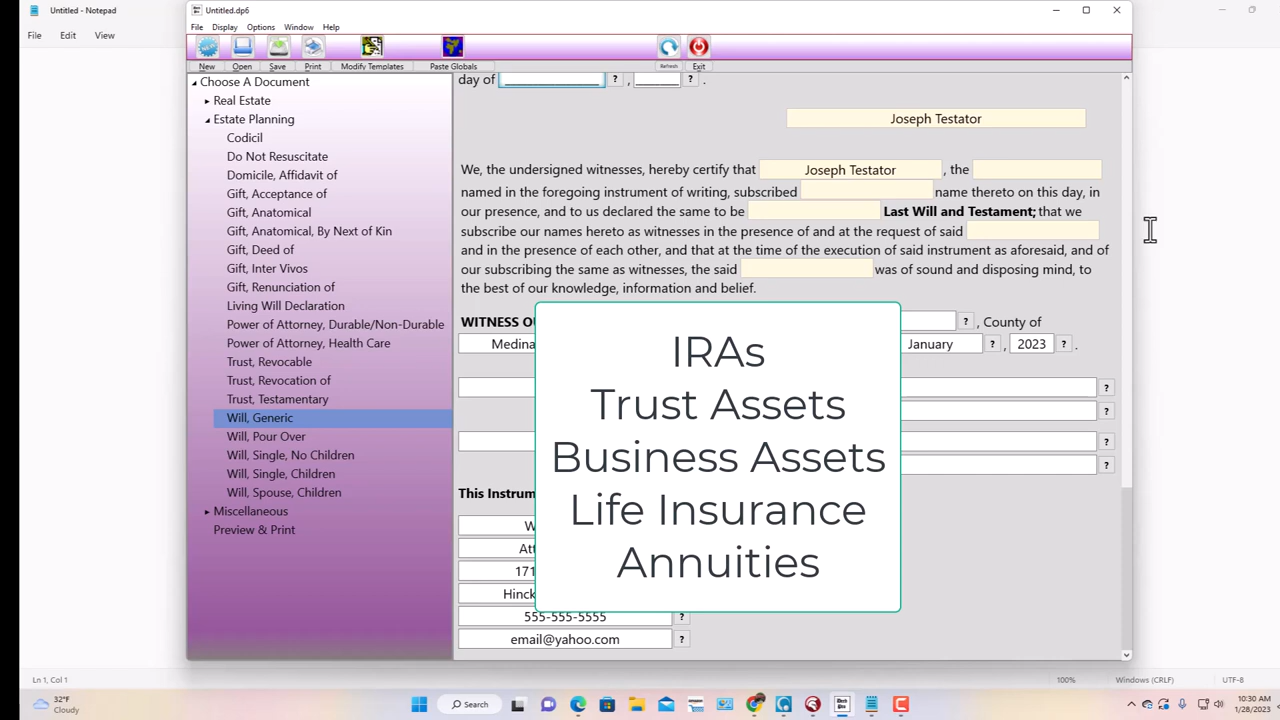 Untitled - Notepad
File Edit View
Untitled.dp6
File Display Options Window Help
New Open Save Print Modify Templates Paste Globals Refresh Exit
Choose A Document
Real Estate
Estate Planning
Codicil
Do Not Resuscitate
Domicile, Affidavit of
Gift, Acceptance of
Gift, Anatomical
Gift, Anatomical, By Next of Kin
Gift, Deed of
Gift, Inter Vivos
Gift, Renunciation of
Living Will Declaration
Power of Attorney, Durable/Non-Durable
Power of Attorney, Health Care
Trust, Revocable
Trust, Revocation of
Trust, Testamentary
Will, Generic
Will, Pour Over
Will, Single, No Children
Will, Single, Children
Will, Spouse, Children
Miscellaneous
Preview & Print
day of ____________________ ? , ________ ? .
Joseph Testator
We, the undersigned witnesses, hereby certify that Joseph Testator , the
named in the foregoing instrument of writing, subscribed name thereto on this day, in
our presence, and to us declared the same to be Last Will and Testament; that we
subscribe our names hereto as witnesses in the presence of and at the request of said
and in the presence of each other, and that at the time of the execution of said instrument as aforesaid, and of
our subscribing the same as witnesses, the said was of sound and disposing mind, to
the best of our knowledge, information and belief.
WITNESS OU ? , County of
Medina January ? , 2023 ? .
?
?
?
?
This Instrum
W
Att
171
Hinck
555-555-5555 ?
email@yahoo.com ?
IRAs
Trust Assets
Business Assets
Life Insurance
Annuities
Ln 1, Col 1 100% Windows (CRLF) UTF-8
32°F
Cloudy
Search
10:30 AM
1/28/2023